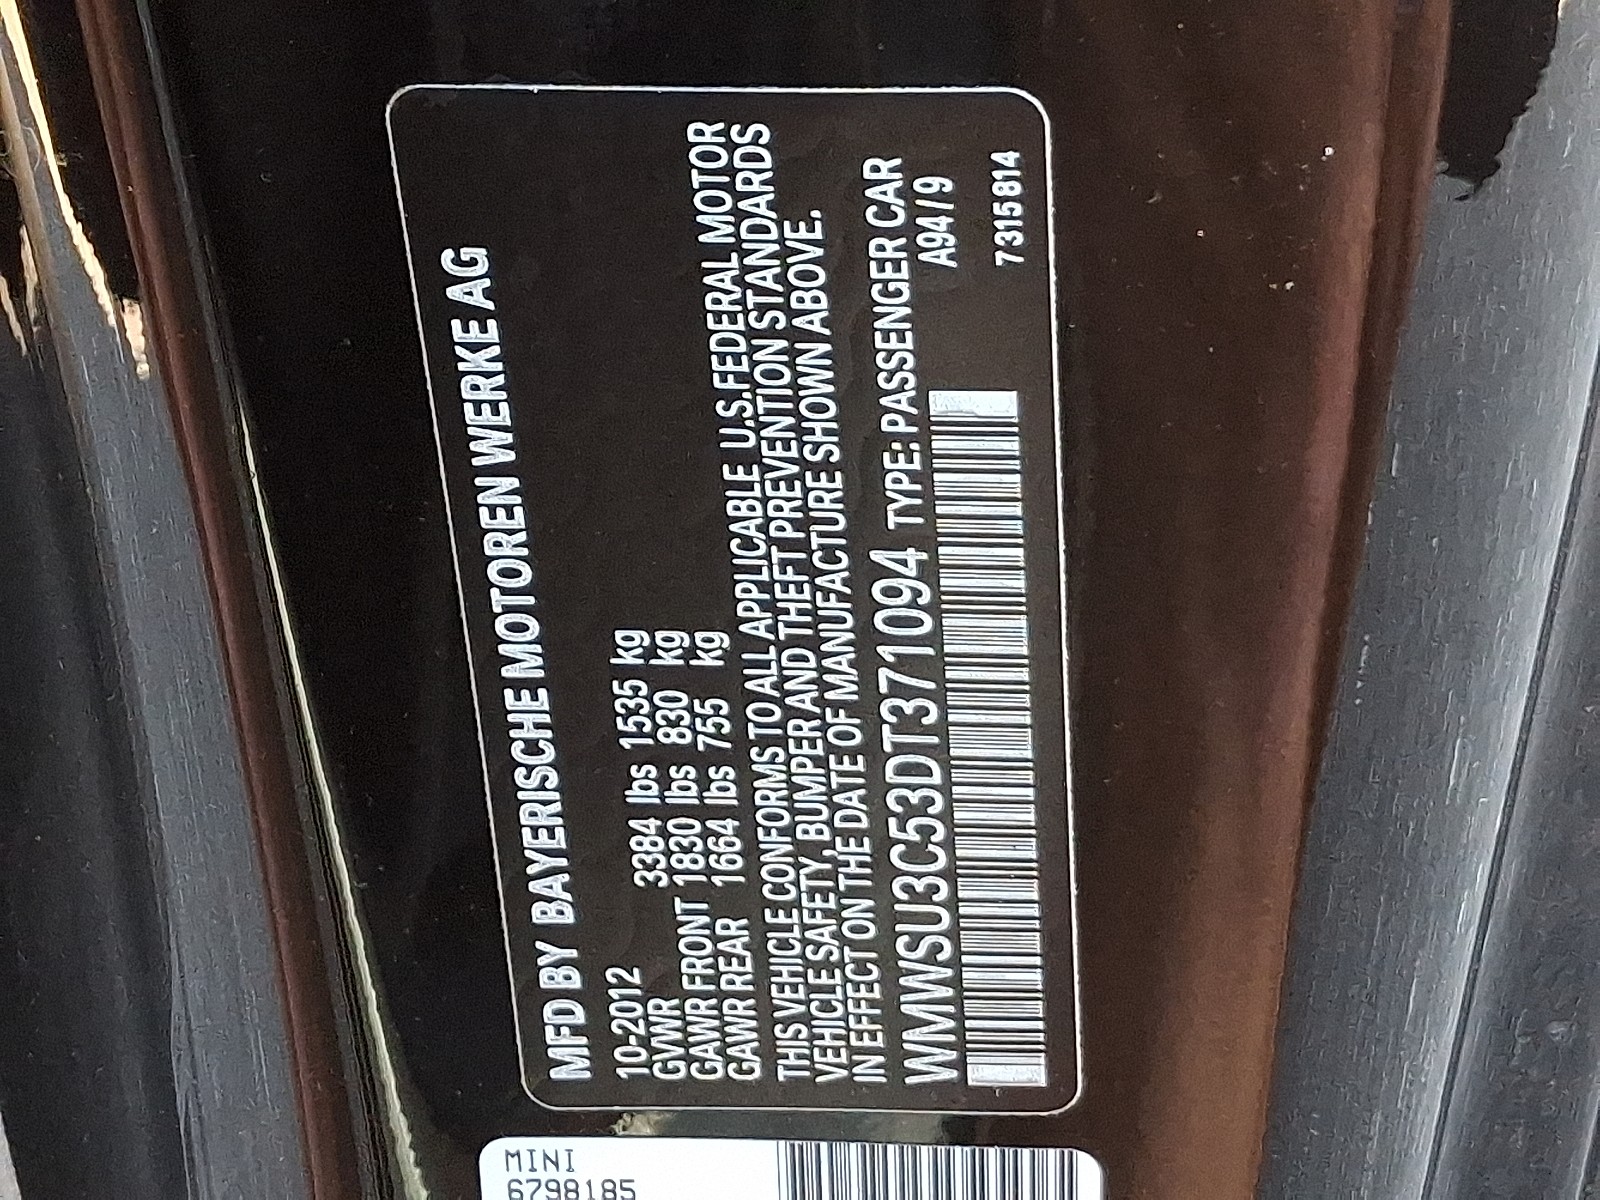 MFD BY BAYERISCHE MOTOREN WERKE AG
10-2012
GVWR 3384 lbs 1535 kg
GAWR FRONT 1830 lbs 830 kg
GAWR REAR 1664 lbs 755 kg
THIS VEHICLE CONFORMS TO ALL APPLICABLE U.S. FEDERAL MOTOR
VEHICLE SAFETY, BUMPER AND THEFT PREVENTION STANDARDS
IN EFFECT ON THE DATE OF MANUFACTURE SHOWN ABOVE.
WMWSU3C53DT371094 TYPE: PASSENGER CAR
A94 / 9
7315814
MINI
6798185